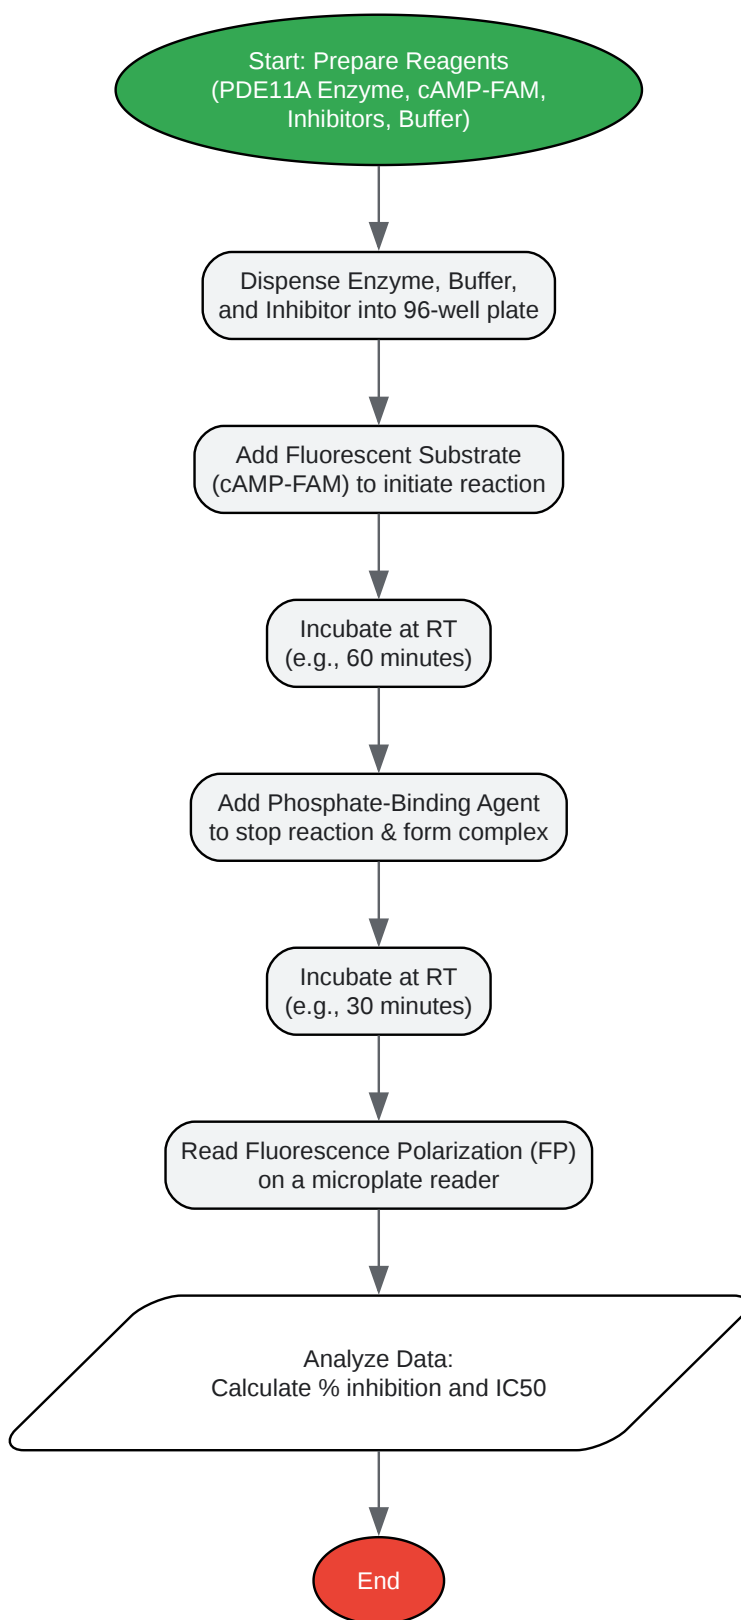 Start: Prepare Reagents
(PDE11A Enzyme, cAMP-FAM,
Inhibitors, Buffer)
Dispense Enzyme, Buffer,
and Inhibitor into 96-well plate
Add Fluorescent Substrate
(cAMP-FAM) to initiate reaction
Incubate at RT
(e.g., 60 minutes)
Add Phosphate-Binding Agent
to stop reaction & form complex
Incubate at RT
(e.g., 30 minutes)
Read Fluorescence Polarization (FP)
on a microplate reader
Analyze Data:
Calculate % inhibition and IC50
End